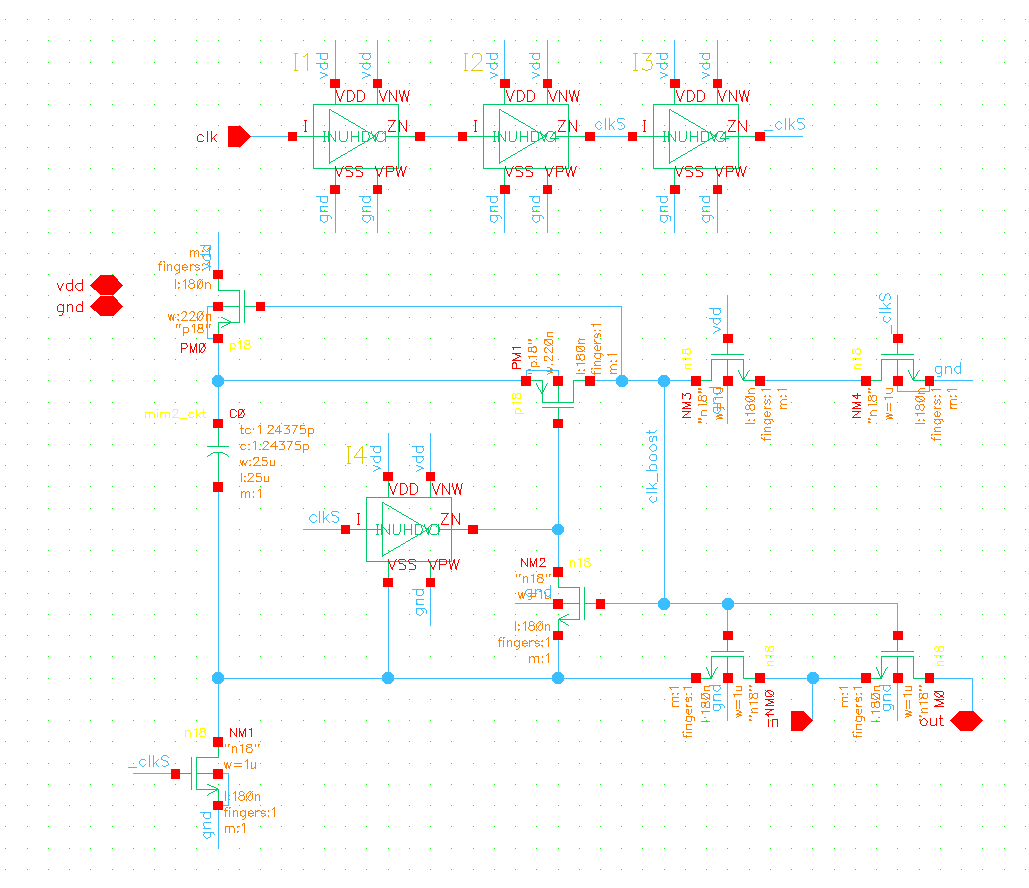 I1
I2
I3
vdd
vdd
vdd
vdd
vdd
vdd
VDD
VNW
VDD
VNW
VDD
VNW
clk
I
ZN
I
ZN
clkS
I
ZN
_clkS
VSS
VPW
VSS
VPW
VSS
VPW
gnd
gnd
gnd
gnd
gnd
gnd
vdd
fingers:1
l:180n
vdd
gnd
w:220n
"p18"
PM0
p18
PM1
"p18"
w:220n
l:180n
fingers:1
m:1
p18
vdd
n18
NM3
"n18"
w=1u
gnd
l:180n
fingers:1
m:1
clkS
n18
NM4
"n18"
w=1u
l:180n
fingers:1
m:1
gnd
mim2_ckt
C0
tc:1.24375p
c:1.24375p
w:25u
l:25u
m:1
I4
vdd
vdd
VDD
VNW
clkS
I
ZN
VSS
VPW
gnd
clk_boost
NM2
n18
"n18"
w=1u
gnd
l:180n
fingers:1
m:1
m:1
fingers:1
l:180n
gnd
w=1u
"n18"
NM0
n18
in
m:1
fingers:1
l:180n
gnd
w=1u
"n18"
M0
n18
out
n18
NM1
"n18"
w=1u
_clkS
l:180n
fingers:1
m:1
gnd